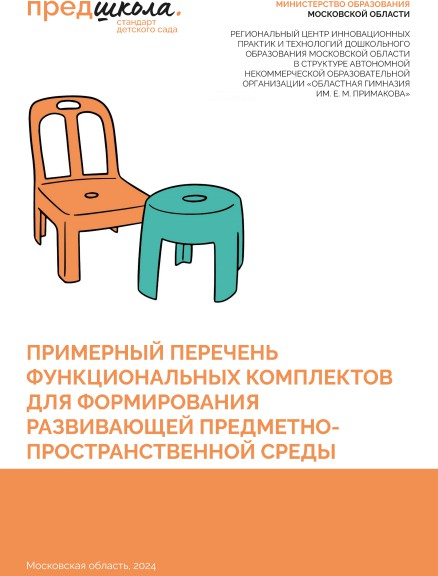 предшкола.
стандарт
детского сада
МИНИСТЕРСТВО ОБРАЗОВАНИЯ
МОСКОВСКОЙ ОБЛАСТИ
РЕГИОНАЛЬНЫЙ ЦЕНТР ИННОВАЦИОННЫХ
ПРАКТИК И ТЕХНОЛОГИЙ ДОШКОЛЬНОГО
ОБРАЗОВАНИЯ МОСКОВСКОЙ ОБЛАСТИ
В СТРУКТУРЕ АВТОНОМНОЙ
НЕКОММЕРЧЕСКОЙ ОБРАЗОВАТЕЛЬНОЙ
ОРГАНИЗАЦИИ «ОБЛАСТНАЯ ГИМНАЗИЯ
ИМ. Е. М. ПРИМАКОВА»
ПРИМЕРНЫЙ ПЕРЕЧЕНЬ
ФУНКЦИОНАЛЬНЫХ КОМПЛЕКТОВ
ДЛЯ ФОРМИРОВАНИЯ
РАЗВИВАЮЩЕЙ ПРЕДМЕТНО-
ПРОСТРАНСТВЕННОЙ СРЕДЫ
Московская область, 2024